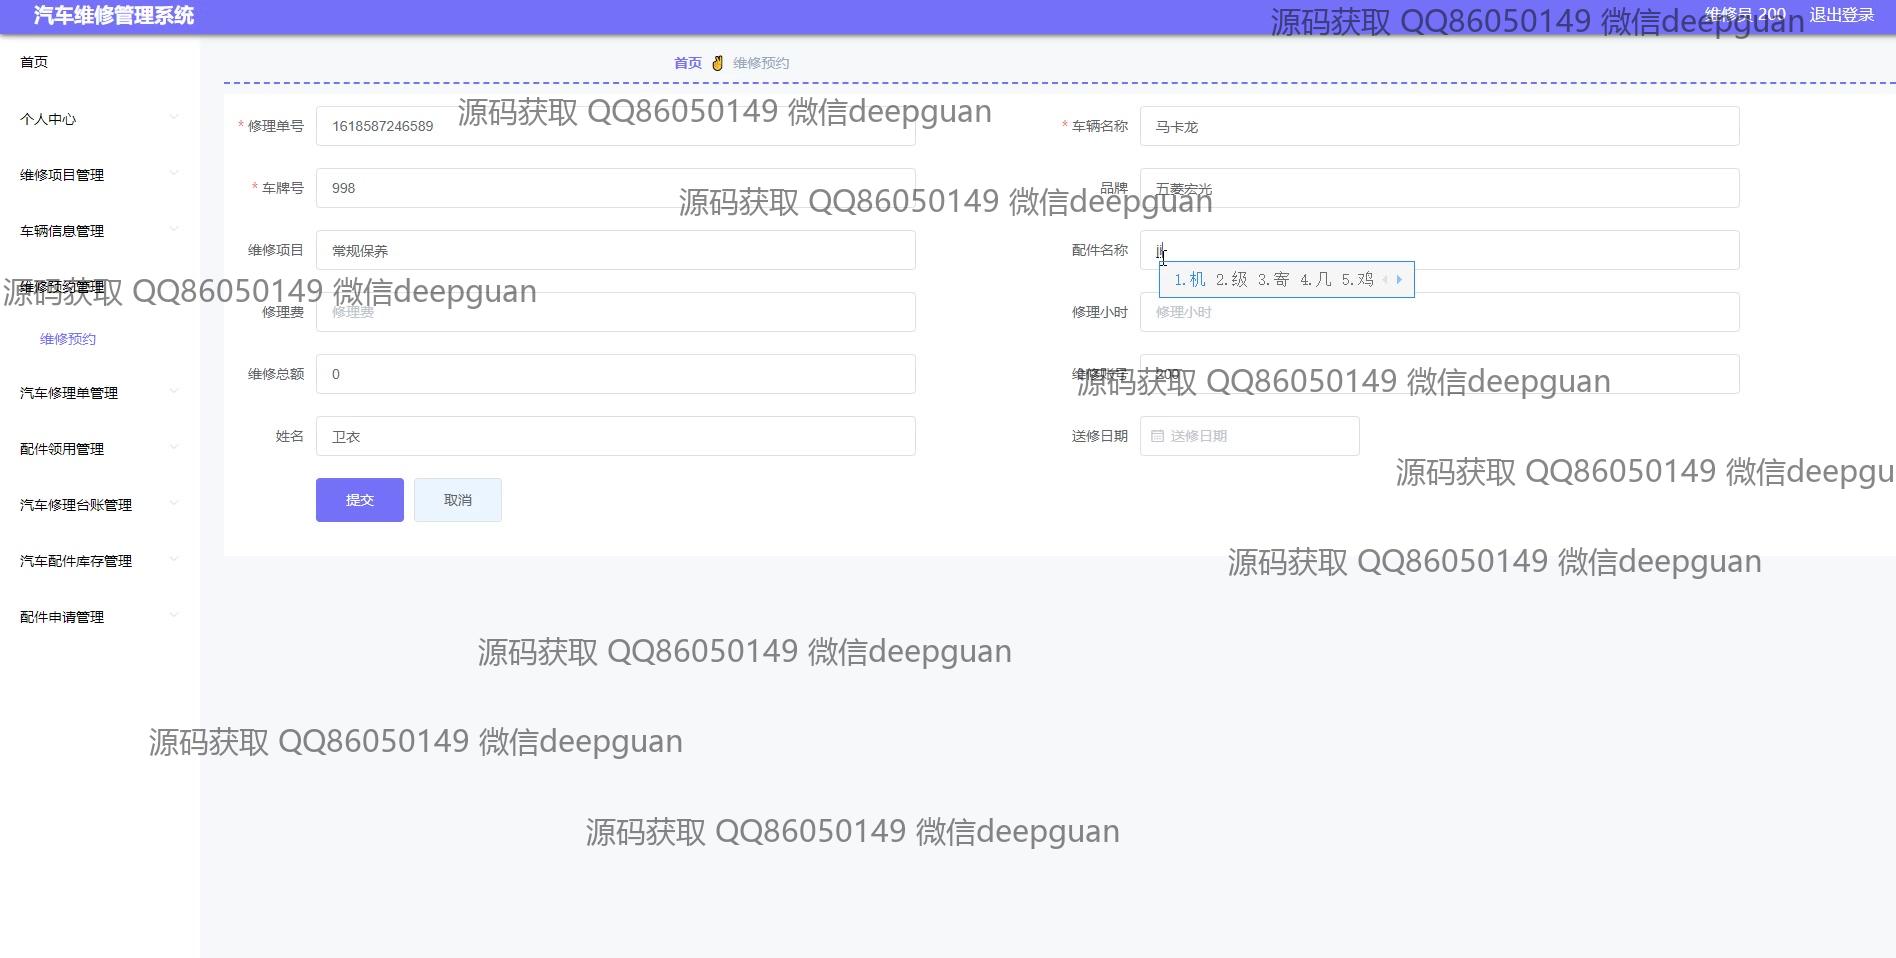 汽车维修管理系统
维修员 200 退出登录
源码获取 QQ86050149 微信deepguan
首页
首页 维修预约
个人中心
源码获取 QQ86050149 微信deepguan
* 修理单号 1618587246589
* 车辆名称 马卡龙
维修项目管理
* 车牌号 998
品牌 五菱宏光
源码获取 QQ86050149 微信deepguan
车辆信息管理
维修项目 常规保养
配件名称 ji
1.机 2.级 3.寄 4.几 5.鸡
维修预约管理
源码获取 QQ86050149 微信deepguan
修理费 修理费
修理小时 修理小时
维修预约
维修总额 0
维修账号 200
源码获取 QQ86050149 微信deepguan
汽车修理单管理
姓名 卫衣
送修日期 送修日期
配件领用管理
源码获取 QQ86050149 微信deepgu
提交 取消
汽车修理台账管理
汽车配件库存管理
源码获取 QQ86050149 微信deepguan
配件申请管理
源码获取 QQ86050149 微信deepguan
源码获取 QQ86050149 微信deepguan
源码获取 QQ86050149 微信deepguan